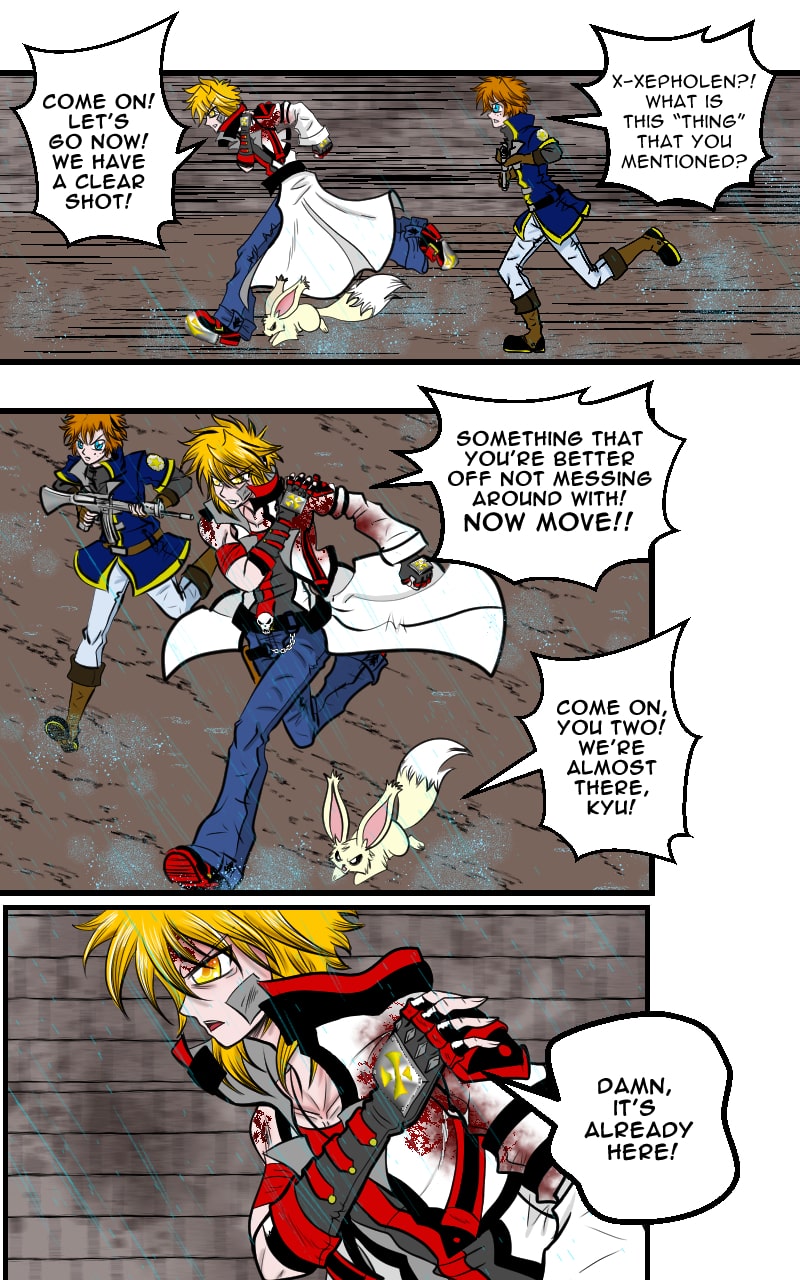 COME ON!
LET'S
GO NOW!
WE HAVE
A CLEAR
SHOT!
X-XEPHOLEN?!
WHAT IS
THIS "THING"
THAT YOU
MENTIONED?
SOMETHING THAT
YOU'RE BETTER
OFF NOT MESSING
AROUND WITH!
NOW MOVE!!
COME ON,
YOU TWO!
WE'RE
ALMOST
THERE,
KYU!
DAMN,
IT'S
ALREADY
HERE!